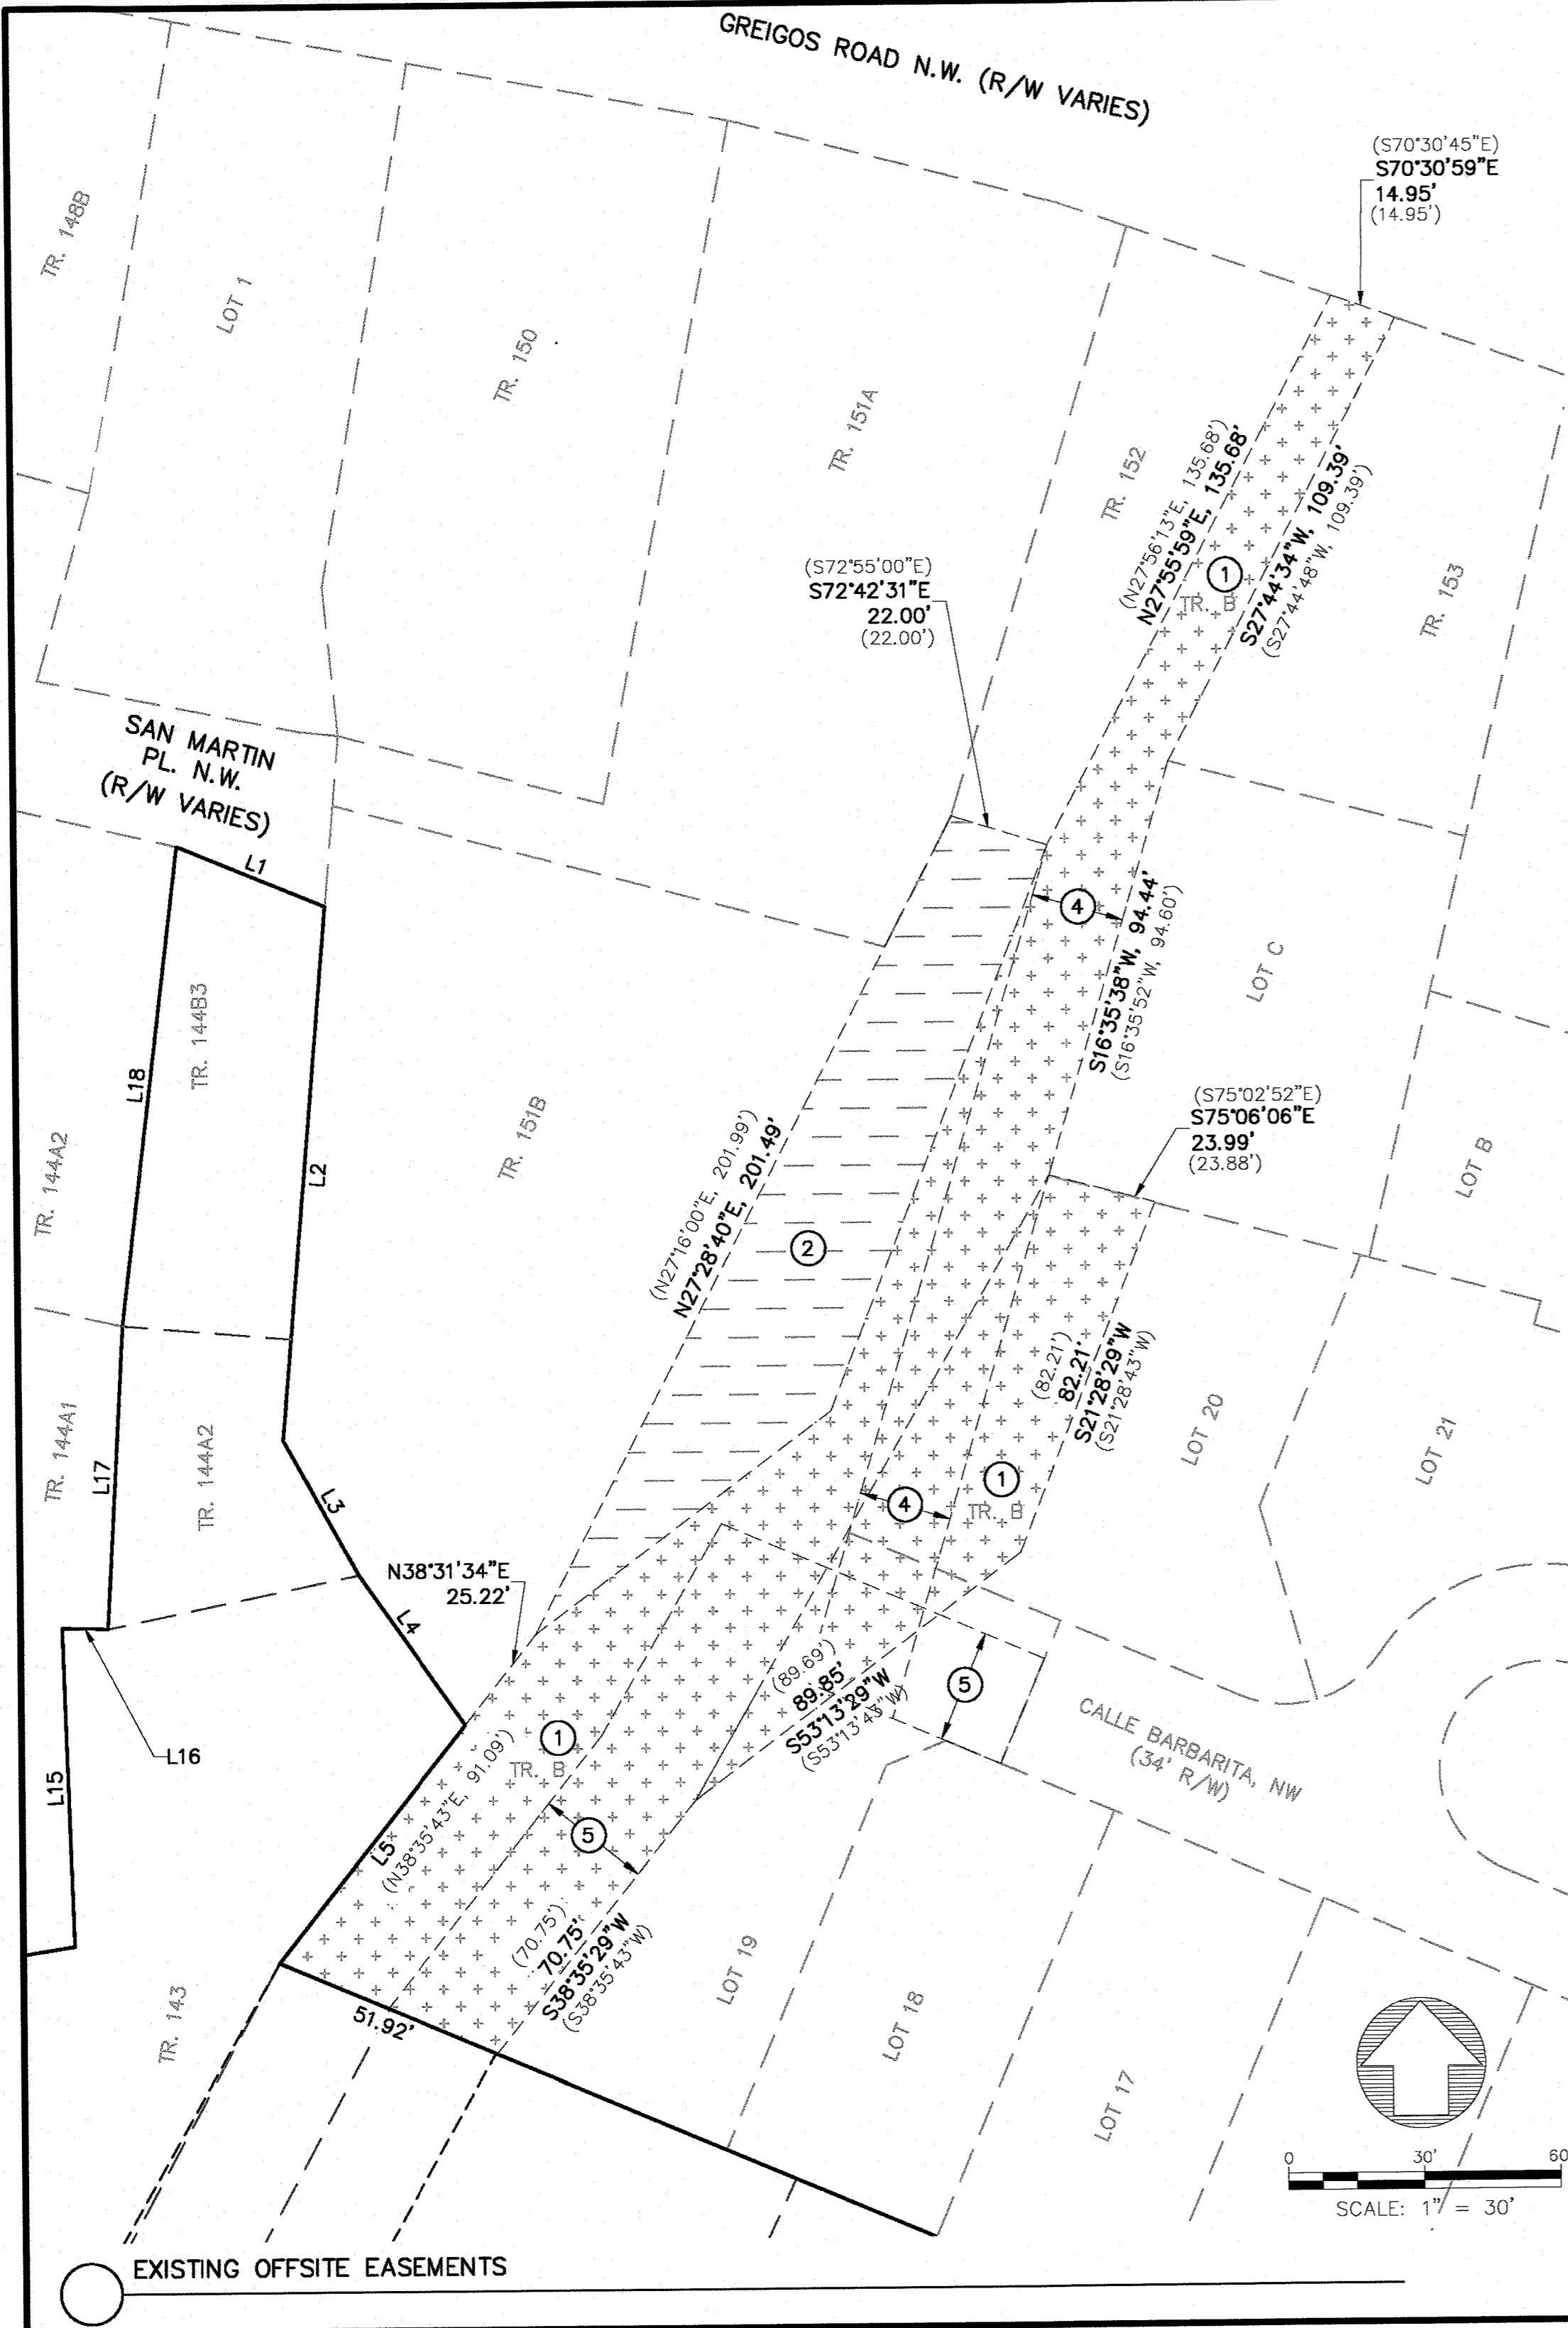 GREIGOS ROAD N.W. (R/W VARIES)
(S70°30'45"E)
S70°30'59"E
14.95'
(14.95')
TR. 148B
LOT 1
TR. 150
TR. 151A
TR. 152
(N27°56'13"E, 135.68')
N27°55'59"E, 135.68'
1
TR. B
S27°44'34"W, 109.39'
(S27°44'48"W, 109.39')
TR. 153
(S72°55'00"E)
S72°42'31"E
22.00'
(22.00')
SAN MARTIN
PL. N.W.
(R/W VARIES)
L1
4
S16°35'38"W, 94.44'
(S16°35'52"W, 94.60')
LOT C
L18
TR. 144B3
L2
TR. 144A2
TR. 151B
(N27°16'00"E, 201.99')
N27°28'40"E, 201.49'
2
(S75°02'52"E)
S75°06'06"E
23.99'
(23.88')
LOT B
(82.21')
82.21'
S21°28'29"W
(S21°28'43"W)
LOT 20
LOT 21
TR. 144A1
L17
TR. 144A2
L3
1
TR. B
4
N38°31'34"E
25.22'
L4
(89.69')
89.85'
S53°13'29"W
(S53°13'43"W)
5
CALLE BARBARITA, NW
(34' R/W)
L16
L15
1
TR. B
L5
(N38°35'43"E, 91.09')
5
(70.75')
70.75'
S38°35'29"W
(S38°35'43"W)
51.92'
TR. 143
LOT 19
LOT 18
LOT 17
0 30' 60
SCALE: 1" = 30'
EXISTING OFFSITE EASEMENTS